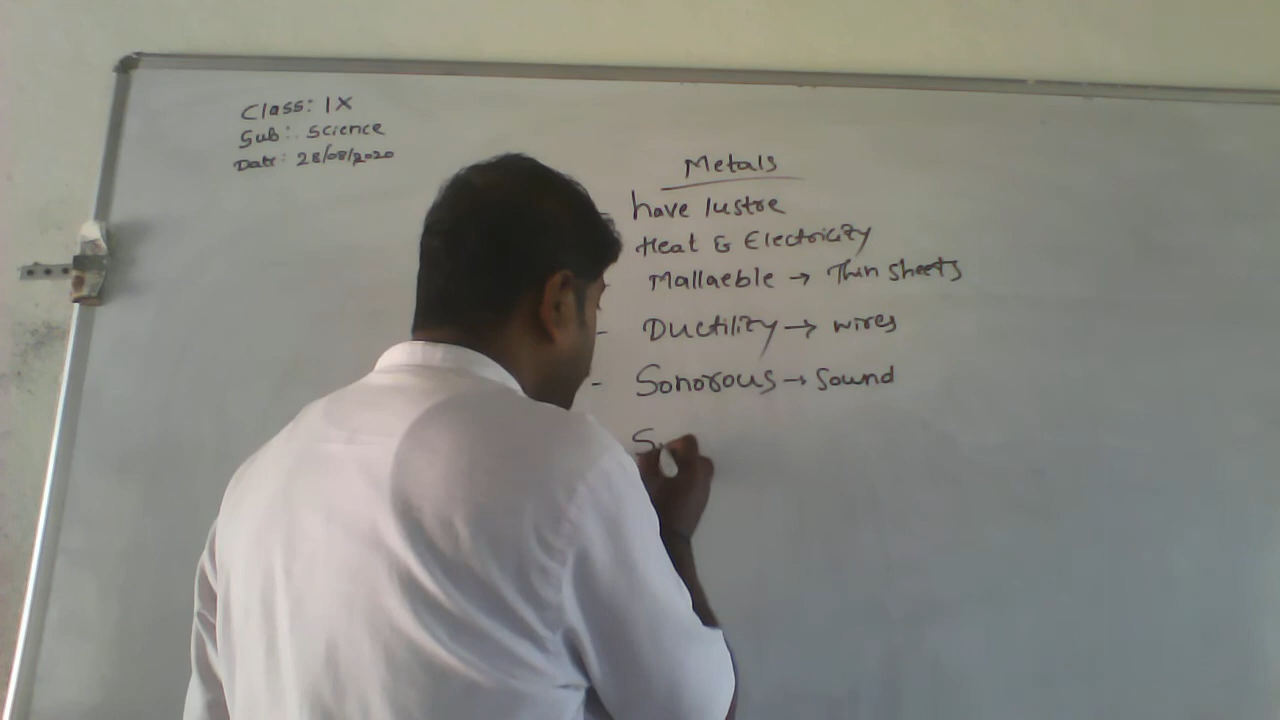 Class: IX
Sub: Science
Date: 28/08/2020
Metals
have lustre
Heat & Electricity
Mallaeble → Thin sheets
- Ductility → wires
- Sonorous → Sound
S